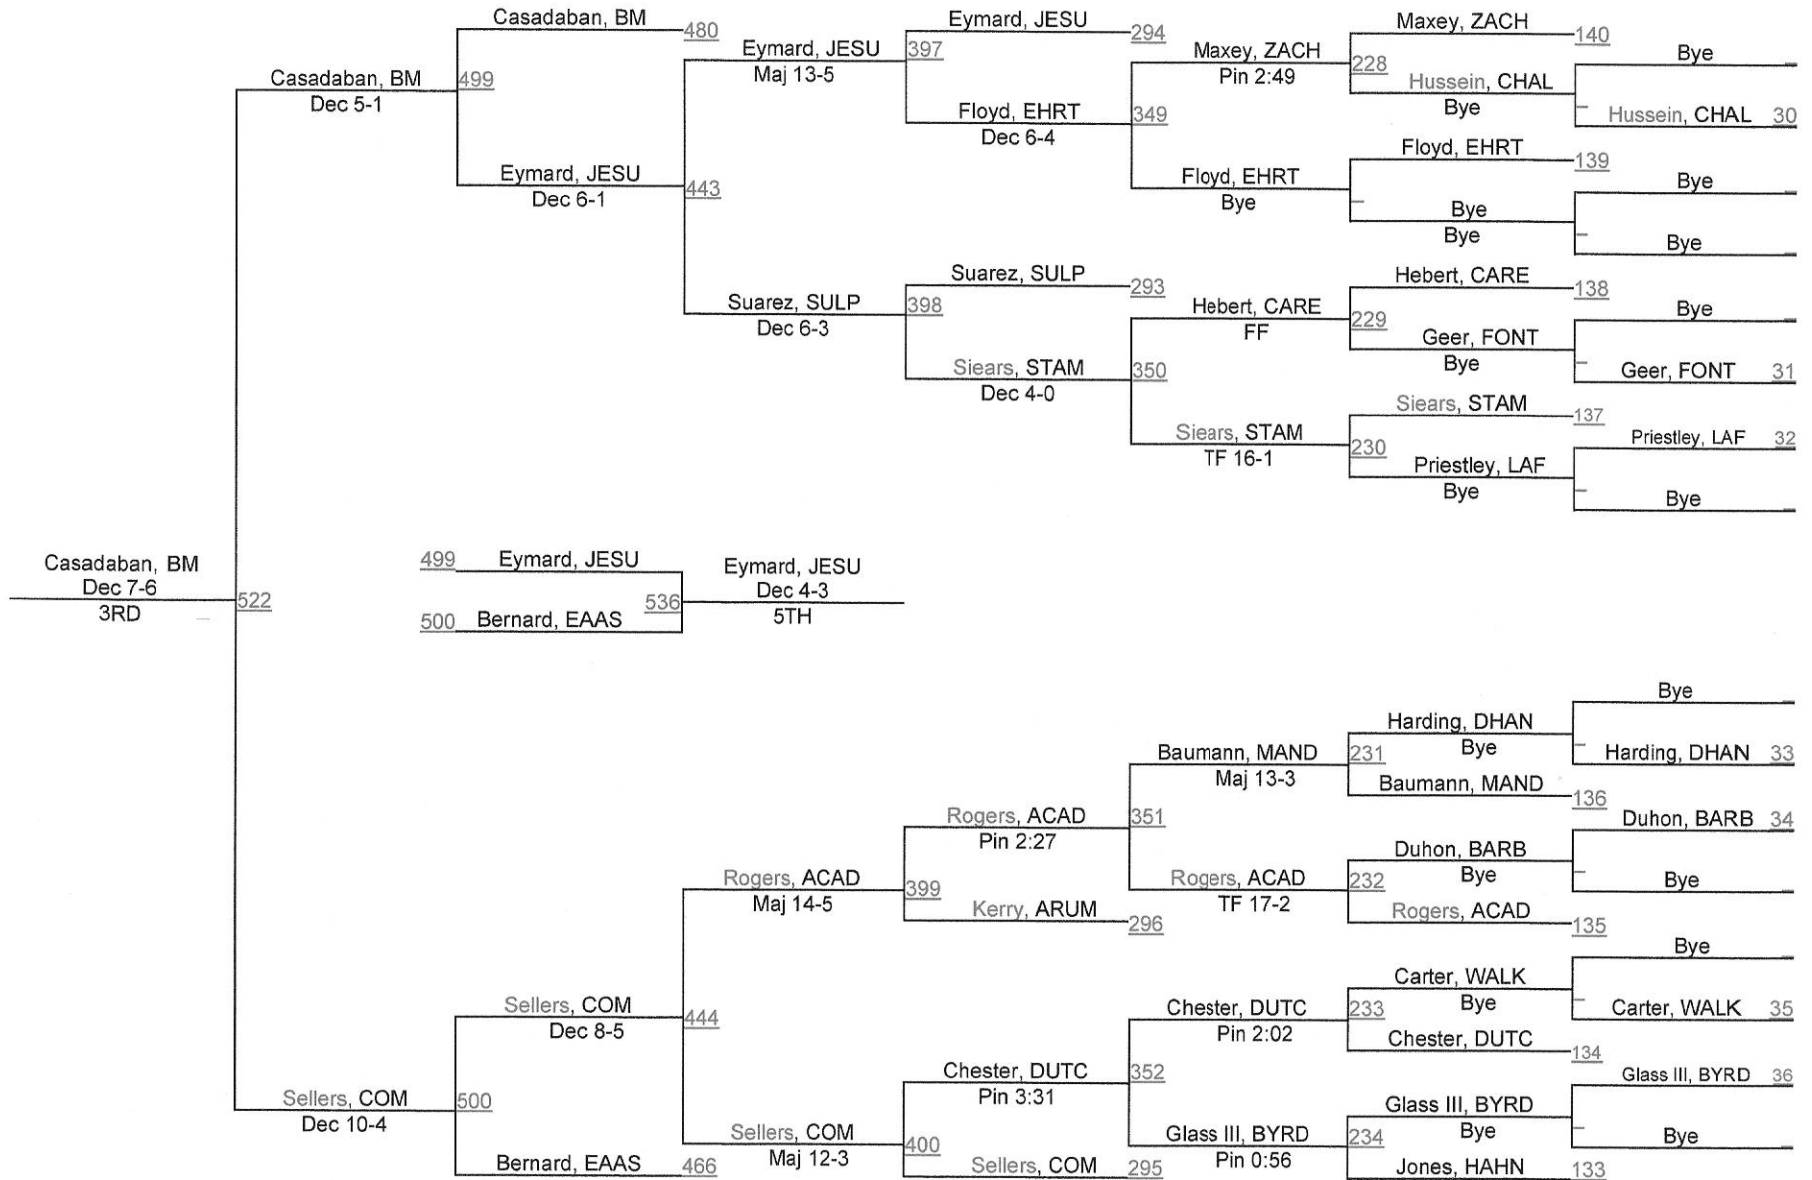 Casadaban, BM
480
Casadaban, BM
499
Dec 5-1
Eymard, JESU
Dec 6-1
443
Eymard, JESU
397
Maj 13-5
Suarez, SULP
398
Dec 6-3
Eymard, JESU
294
Floyd, EHRT
349
Dec 6-4
Suarez, SULP
293
Siears, STAM
350
Dec 4-0
Maxey, ZACH
228
Pin 2:49
Floyd, EHRT
Bye
Hebert, CARE
229
FF
Siears, STAM
230
TF 16-1
Maxey, ZACH
140
Hussein, CHAL
Bye
Floyd, EHRT
139
Bye
Bye
Hebert, CARE
138
Geer, FONT
Bye
Siears, STAM
137
Priestley, LAF
Bye
Bye
Hussein, CHAL 30
Bye
Bye
Bye
Geer, FONT 31
Priestley, LAF 32
Bye
Casadaban, BM
Dec 7-6
3RD
522
499 Eymard, JESU
500 Bernard, EAAS
536
Eymard, JESU
Dec 4-3
5TH
Sellers, COM
500
Dec 10-4
Sellers, COM
444
Dec 8-5
Bernard, EAAS 466
Rogers, ACAD
399
Maj 14-5
Sellers, COM
400
Maj 12-3
Rogers, ACAD
351
Pin 2:27
Kerry, ARUM
296
Chester, DUTC
352
Pin 3:31
Sellers, COM 295
Baumann, MAND
231
Maj 13-3
Rogers, ACAD
232
TF 17-2
Chester, DUTC
233
Pin 2:02
Glass III, BYRD
234
Pin 0:56
Harding, DHAN
Bye
Baumann, MAND
136
Duhon, BARB
Bye
Rogers, ACAD
135
Carter, WALK
Bye
Chester, DUTC
134
Glass III, BYRD
Bye
Jones, HAHN 133
Bye
Harding, DHAN 33
Duhon, BARB 34
Bye
Bye
Carter, WALK 35
Glass III, BYRD 36
Bye